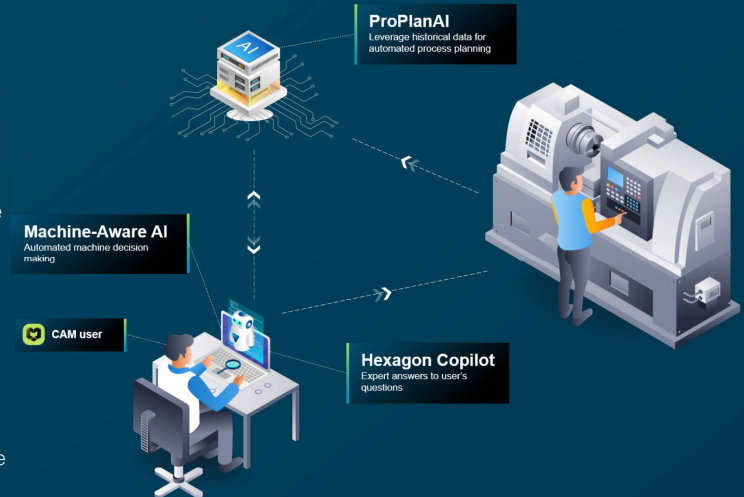 ProPlanAI
Leverage historical data for
automated process planning
AI
Machine-Aware AI
Automated machine decision
making
CAM user
Hexagon Copilot
Expert answers to user's
questions